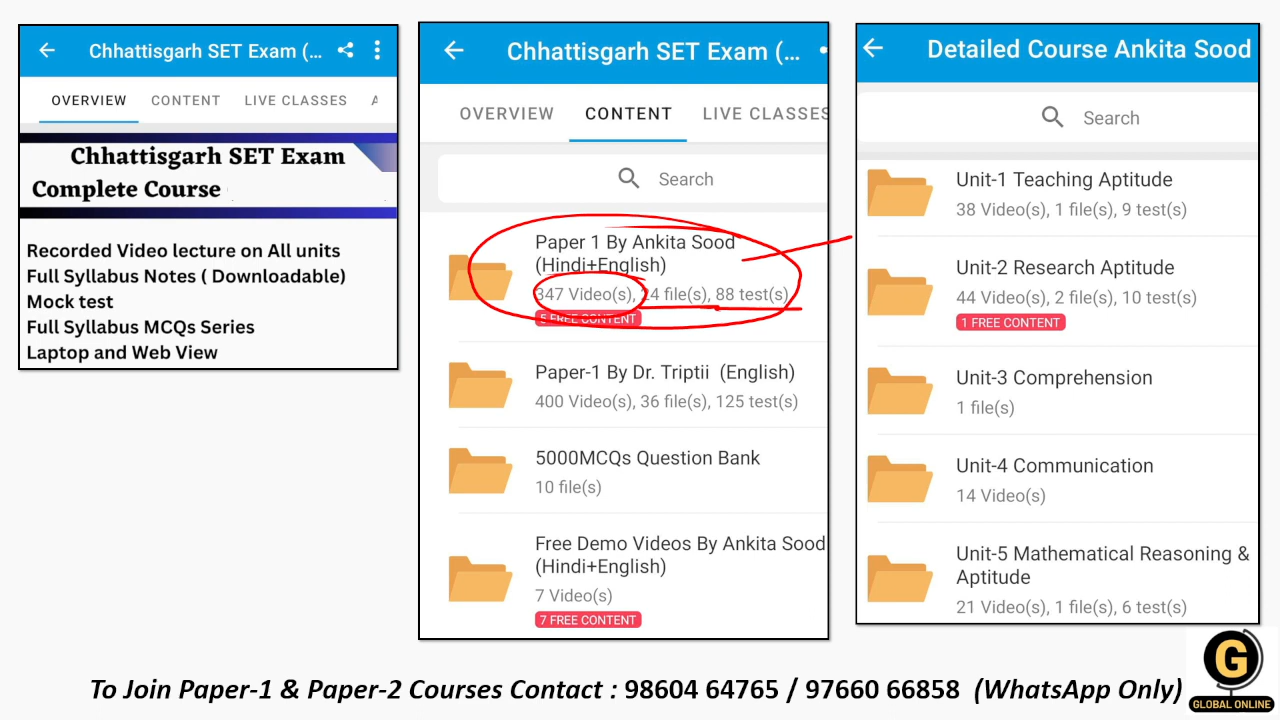 Chhattisgarh SET Exam (...
OVERVIEW CONTENT LIVE CLASSES
Chhattisgarh SET Exam
Complete Course
Recorded Video lecture on All units
Full Syllabus Notes ( Downloadable)
Mock test
Full Syllabus MCQs Series
Laptop and Web View
Chhattisgarh SET Exam (...
OVERVIEW CONTENT LIVE CLASSES
Search
Paper 1 By Ankita Sood
(Hindi+English)
347 Video(s), 24 file(s), 88 test(s)
5 FREE CONTENT
Paper-1 By Dr. Triptii (English)
400 Video(s), 36 file(s), 125 test(s)
5000MCQs Question Bank
10 file(s)
Free Demo Videos By Ankita Sood
(Hindi+English)
7 Video(s)
7 FREE CONTENT
Detailed Course Ankita Sood
Search
Unit-1 Teaching Aptitude
38 Video(s), 1 file(s), 9 test(s)
Unit-2 Research Aptitude
44 Video(s), 2 file(s), 10 test(s)
1 FREE CONTENT
Unit-3 Comprehension
1 file(s)
Unit-4 Communication
14 Video(s)
Unit-5 Mathematical Reasoning &
Aptitude
21 Video(s), 1 file(s), 6 test(s)
To Join Paper-1 & Paper-2 Courses Contact : 98604 64765 / 97660 66858 (WhatsApp Only)
G
GLOBAL ONLINE